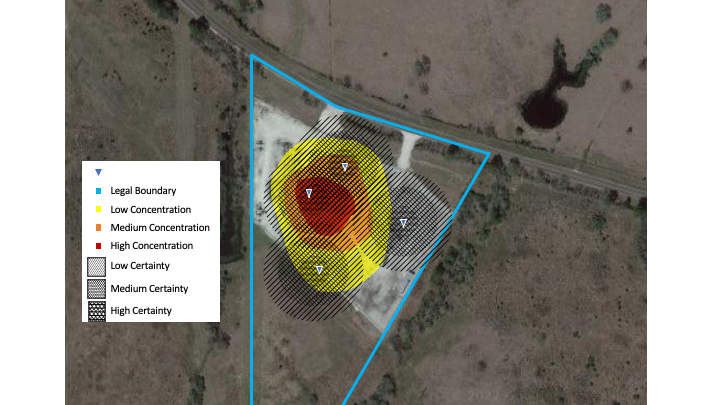 Legal Boundary
Low Concentration
Medium Concentration
High Concentration
Low Certainty
Medium Certainty
High Certainty